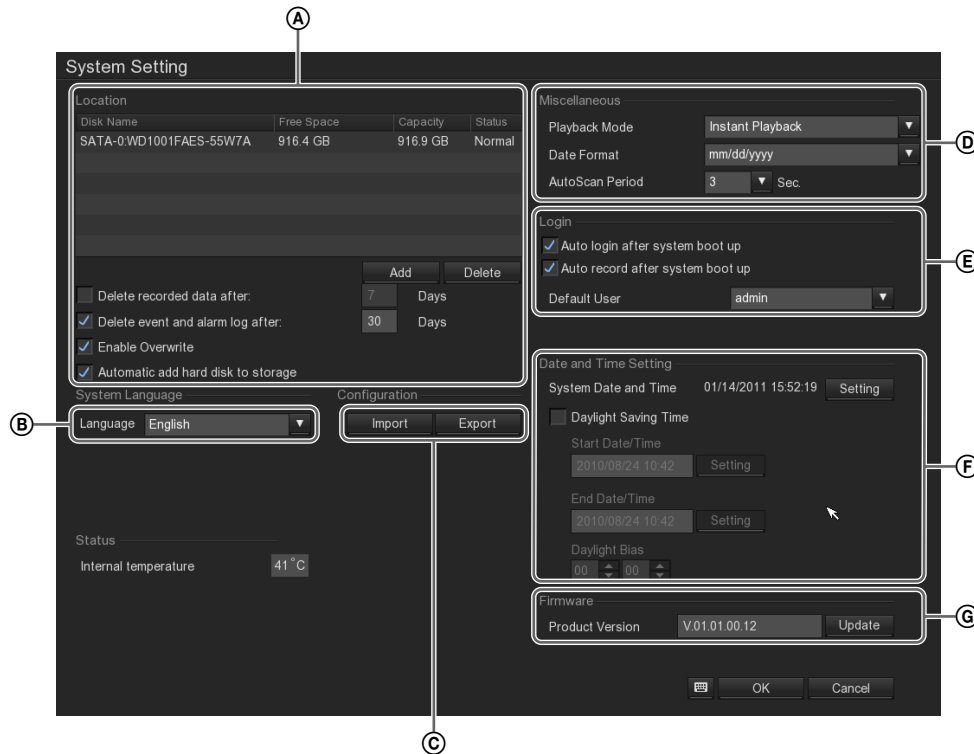 A
System Setting
Location
Disk Name Free Space Capacity Status
SATA-0:WD1001FAES-55W7A 916.4 GB 916.9 GB Normal
Add Delete
Delete recorded data after: 7 Days
Delete event and alarm log after: 30 Days
Enable Overwrite
Automatic add hard disk to storage
System Language
B
Language English
Configuration
Import Export
C
Status
Internal temperature 41°C
Miscellaneous
Playback Mode Instant Playback
Date Format mm/dd/yyyy
AutoScan Period 3 Sec.
D
Login
Auto login after system boot up
Auto record after system boot up
Default User admin
E
Date and Time Setting
System Date and Time 01/14/2011 15:52:19 Setting
Daylight Saving Time
Start Date/Time
2010/08/24 10:42 Setting
End Date/Time
2010/08/24 10:42 Setting
Daylight Bias
00 00
F
Firmware
Product Version V.01.01.00.12 Update
G
OK Cancel